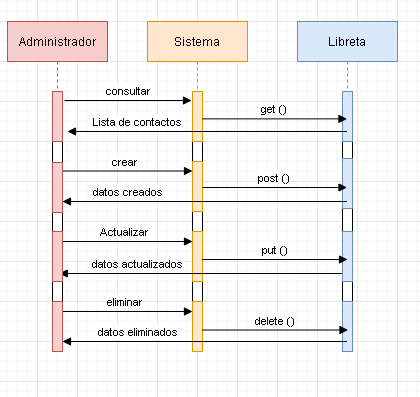 Administrador
Sistema
Libreta
consultar
get ()
Lista de contactos
crear
post ()
datos creados
Actualizar
put ()
datos actualizados
eliminar
delete ()
datos eliminados